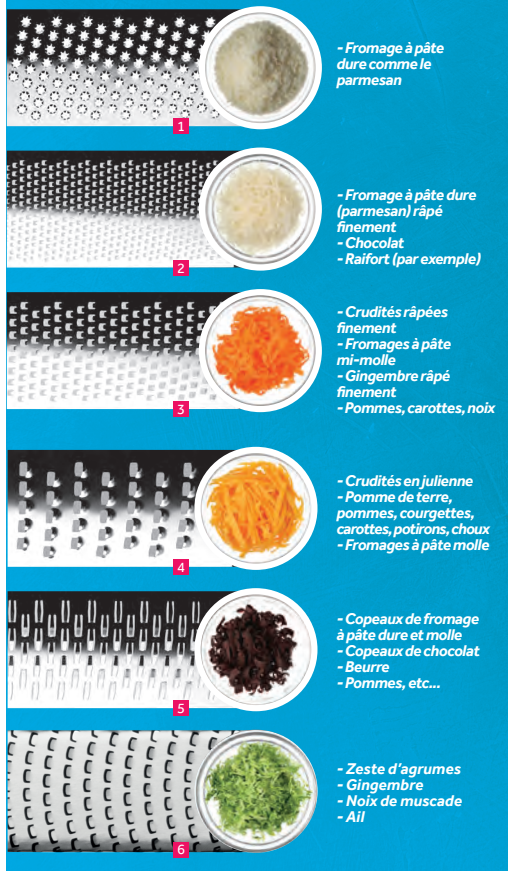 - Fromage à pâte
dure comme le
parmesan
1
- Fromage à pâte dure
(parmesan) râpé
finement
- Chocolat
- Raifort (par exemple)
2
- Crudités râpées
finement
- Fromages à pâte
mi-molle
- Gingembre râpé
finement
- Pommes, carottes, noix
3
- Crudités en julienne
- Pomme de terre,
pommes, courgettes,
carottes, potirons, choux
- Fromages à pâte molle
4
- Copeaux de fromage
à pâte dure et molle
- Copeaux de chocolat
- Beurre
- Pommes, etc...
5
- Zeste d'agrumes
- Gingembre
- Noix de muscade
- Ail
6